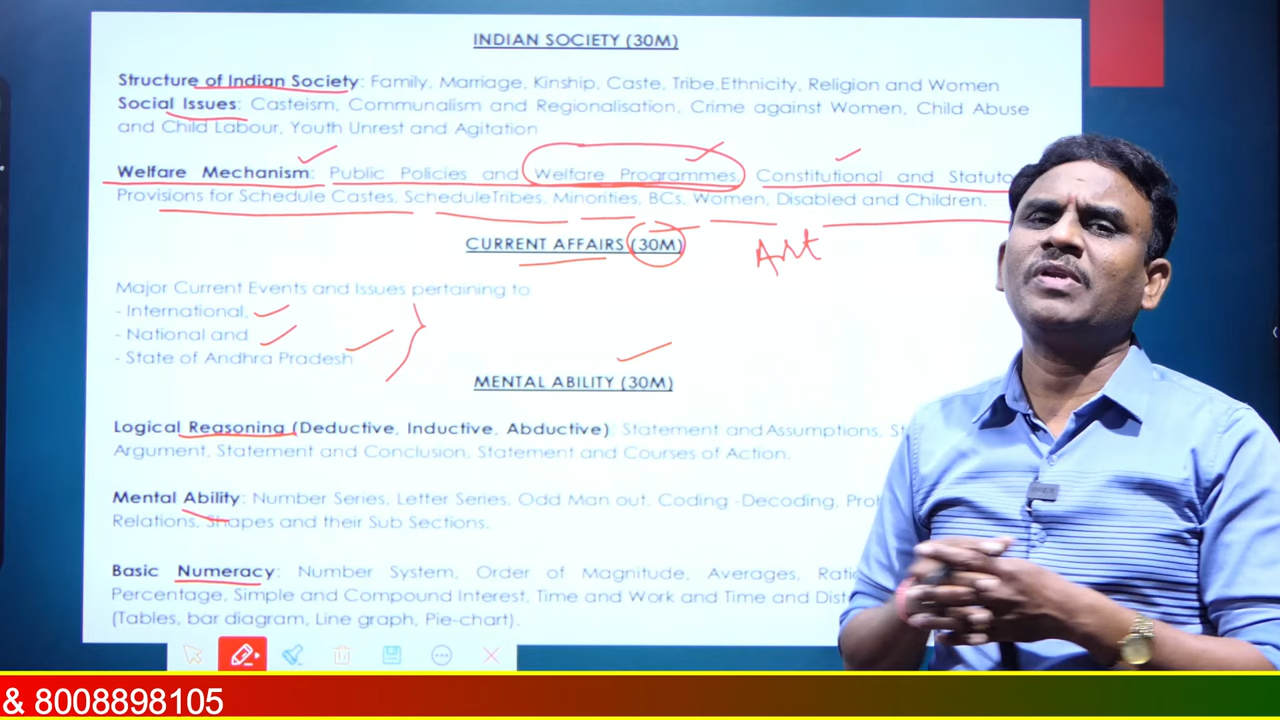 INDIAN SOCIETY (30M)
Structure of Indian Society: Family, Marriage, Kinship, Caste, Tribe,Ethnicity, Religion and Women
Social Issues: Casteism, Communalism and Regionalisation, Crime against Women, Child Abuse
and Child Labour, Youth Unrest and Agitation
Welfare Mechanism: Public Policies and Welfare Programmes, Constitutional and
Provisions for Schedule Castes, ScheduleTribes, Minorities, BCs, Women, Disabled and Children.
CURRENT AFFAIRS (30M)
Art
Major Current Events and Issues pertaining to
- International,
- National and
- State of Andhra Pradesh
MENTAL ABILITY (30M)
Logical Reasoning (Deductive, Inductive, Abductive): Statement and Assumptions,
Argument, Statement and Conclusion, Statement and Courses of Action.
Mental Ability: Number Series, Letter Series, Odd Man out, Coding -Decoding,
Relations, Shapes and their Sub Sections.
Basic Numeracy: Number System, Order of Magnitude, Averages,
Percentage, Simple and Compound Interest, Time and Work and Time and
(Tables, bar diagram, Line graph, Pie-chart).
& 8008898105